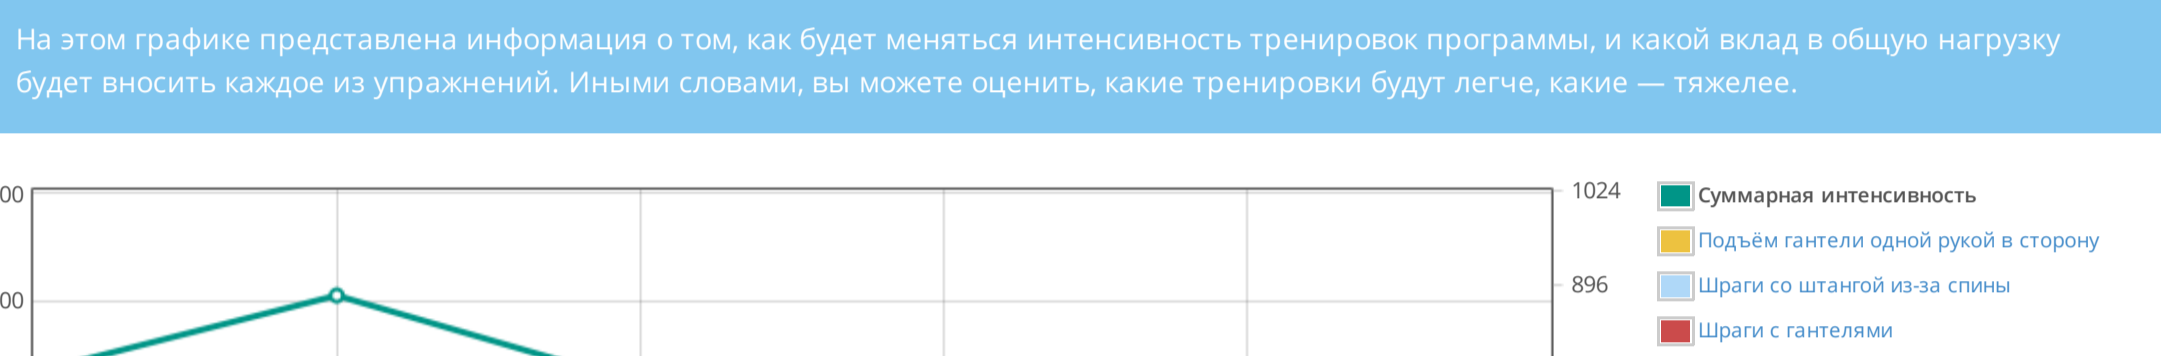 На этом графике представлена информация о том, как будет меняться интенсивность тренировок программы, и какой вклад в общую нагрузку
будет вносить каждое из упражнений. Иными словами, вы можете оценить, какие тренировки будут легче, какие — тяжелее.
00
1024
Суммарная интенсивность
Подъём гантели одной рукой в сторону
00
896
Шраги со штангой из-за спины
Шраги с гантелями